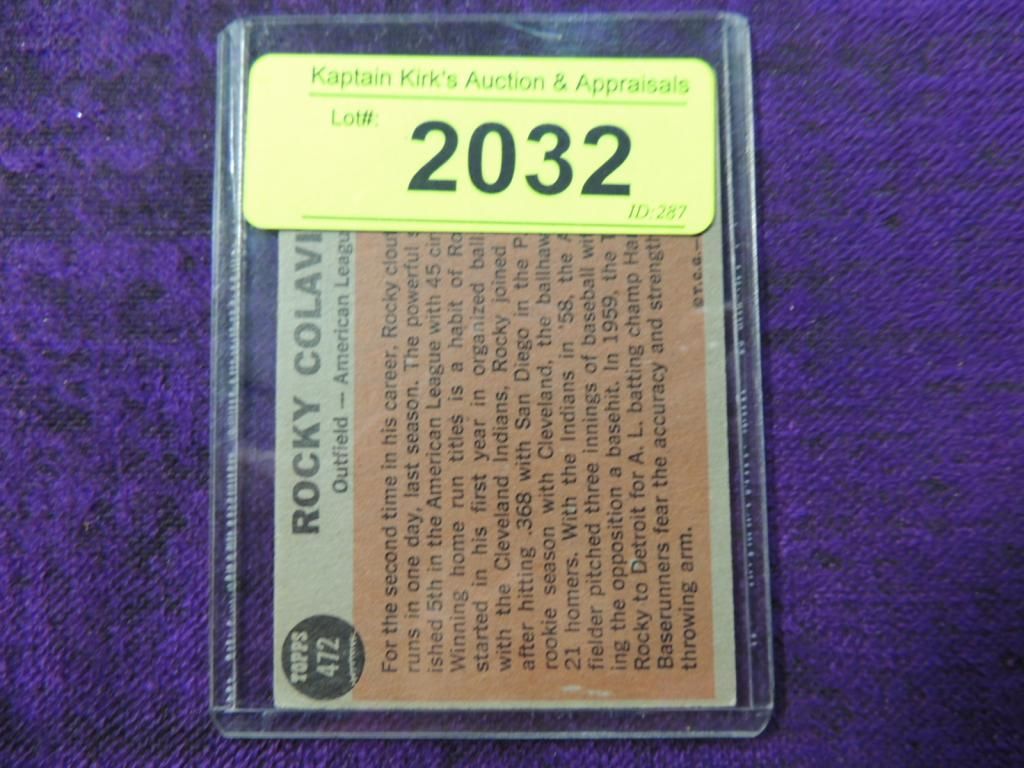 Kaptain Kirk's Auction & Appraisals
Lot#:
2032
ID:287
TOPPS
472
ROCKY COLAVI
Outfield — American Leagu
For the second time in his career, Rocky clout
runs in one day, last season. The powerful s
ished 5th in the American League with 45 cir
Winning home run titles is a habit of Ro
started in his first year in organized ball
with the Cleveland Indians, Rocky joined
after hitting .368 with San Diego in the P
rookie season with Cleveland, the ballhaw
21 homers. With the Indians in '58, the A
fielder pitched three innings of baseball wi
ing the opposition a basehit. In 1959, the T
Rocky to Detroit for A. L. batting champ Ha
Baserunners fear the accuracy and strength
throwing arm.
©T.C.G.—